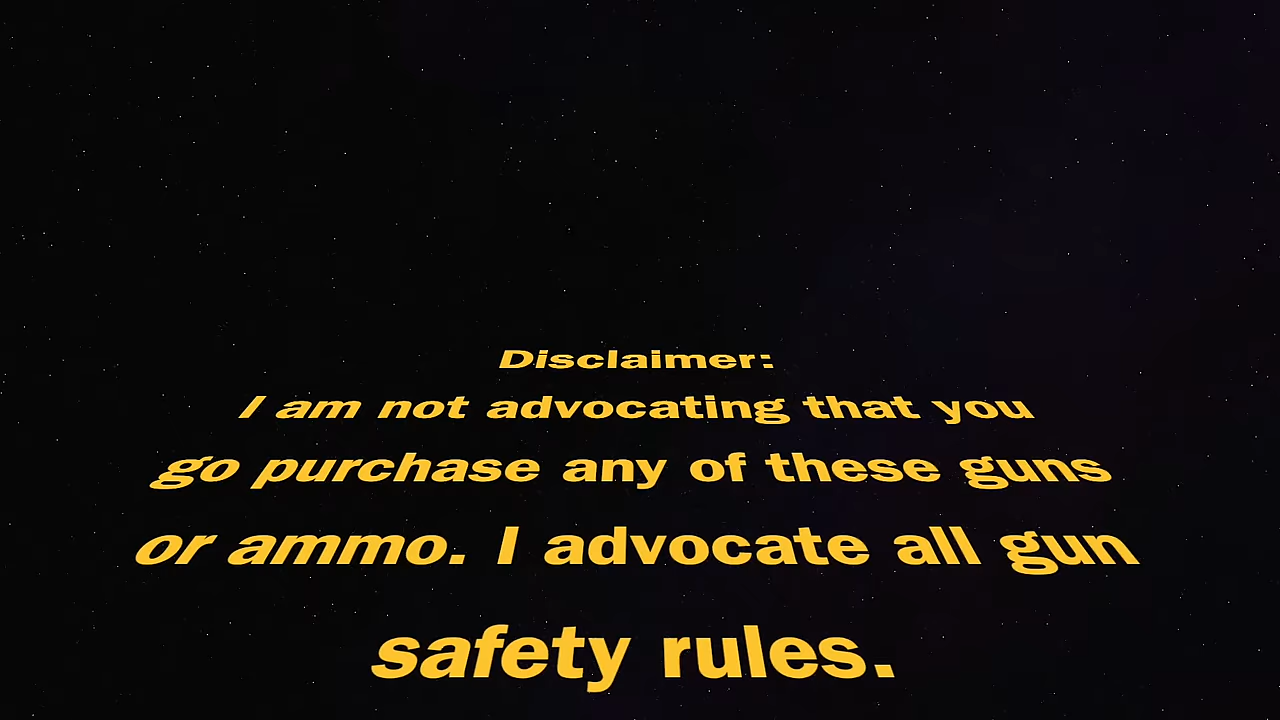 Disclaimer:
I am not advocating that you
go purchase any of these guns
or ammo. I advocate all gun
safety rules.